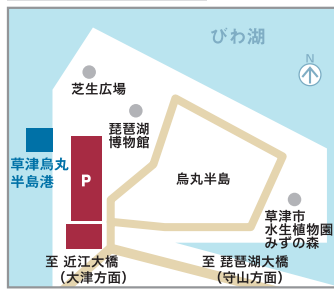 びわ湖
N
芝生広場
琵琶湖
博物館
草津烏丸
半島港
P
烏丸半島
草津市
水生植物園
みずの森
至 近江大橋
（大津方面）
至 琵琶湖大橋
（守山方面）